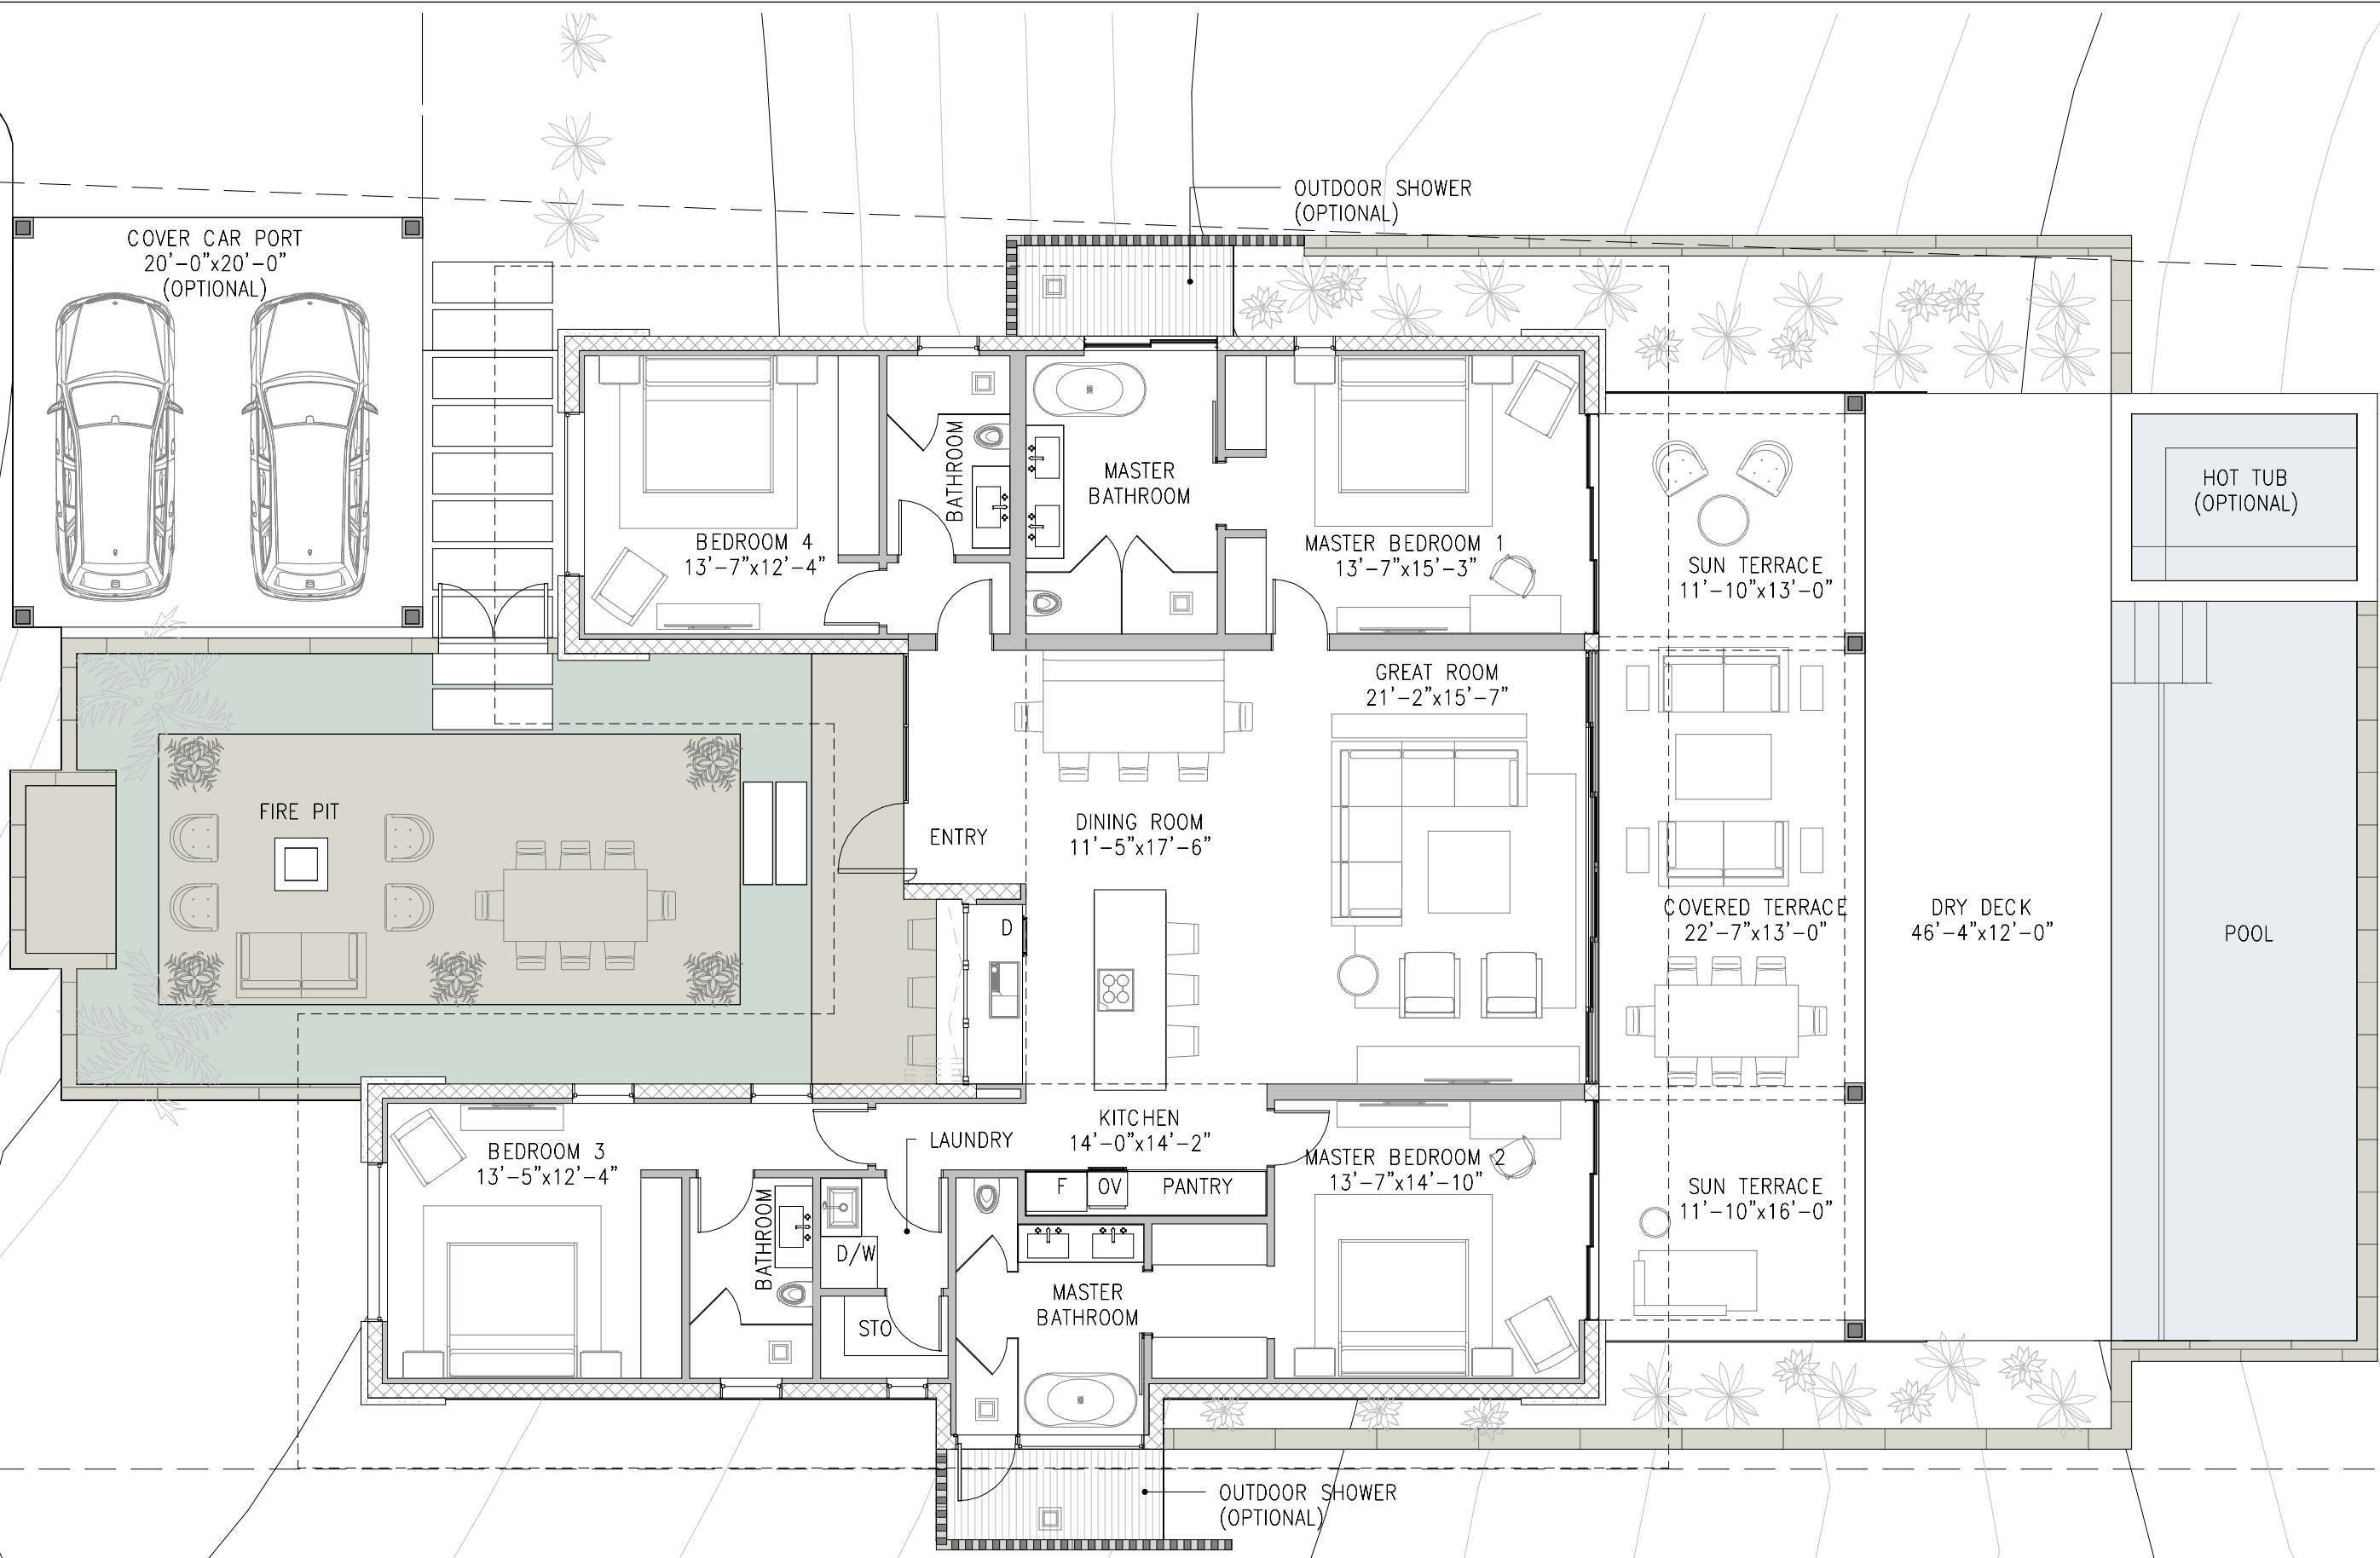 OUTDOOR SHOWER
(OPTIONAL)
COVER CAR PORT
20'-0"x20'-0"
(OPTIONAL)
BEDROOM 4
13'-7"x12'-4"
BATHROOM
MASTER
BATHROOM
MASTER BEDROOM 1
13'-7"x15'-3"
SUN TERRACE
11'-10"x13'-0"
HOT TUB
(OPTIONAL)
GREAT ROOM
21'-2"x15'-7"
FIRE PIT
ENTRY
DINING ROOM
11'-5"x17'-6"
D
COVERED TERRACE
22'-7"x13'-0"
DRY DECK
46'-4"x12'-0"
POOL
BEDROOM 3
13'-5"x12'-4"
LAUNDRY
KITCHEN
14'-0"x14'-2"
MASTER BEDROOM 2
13'-7"x14'-10"
F
OV
PANTRY
SUN TERRACE
11'-10"x16'-0"
BATHROOM
D/W
STO
MASTER
BATHROOM
OUTDOOR SHOWER
(OPTIONAL)